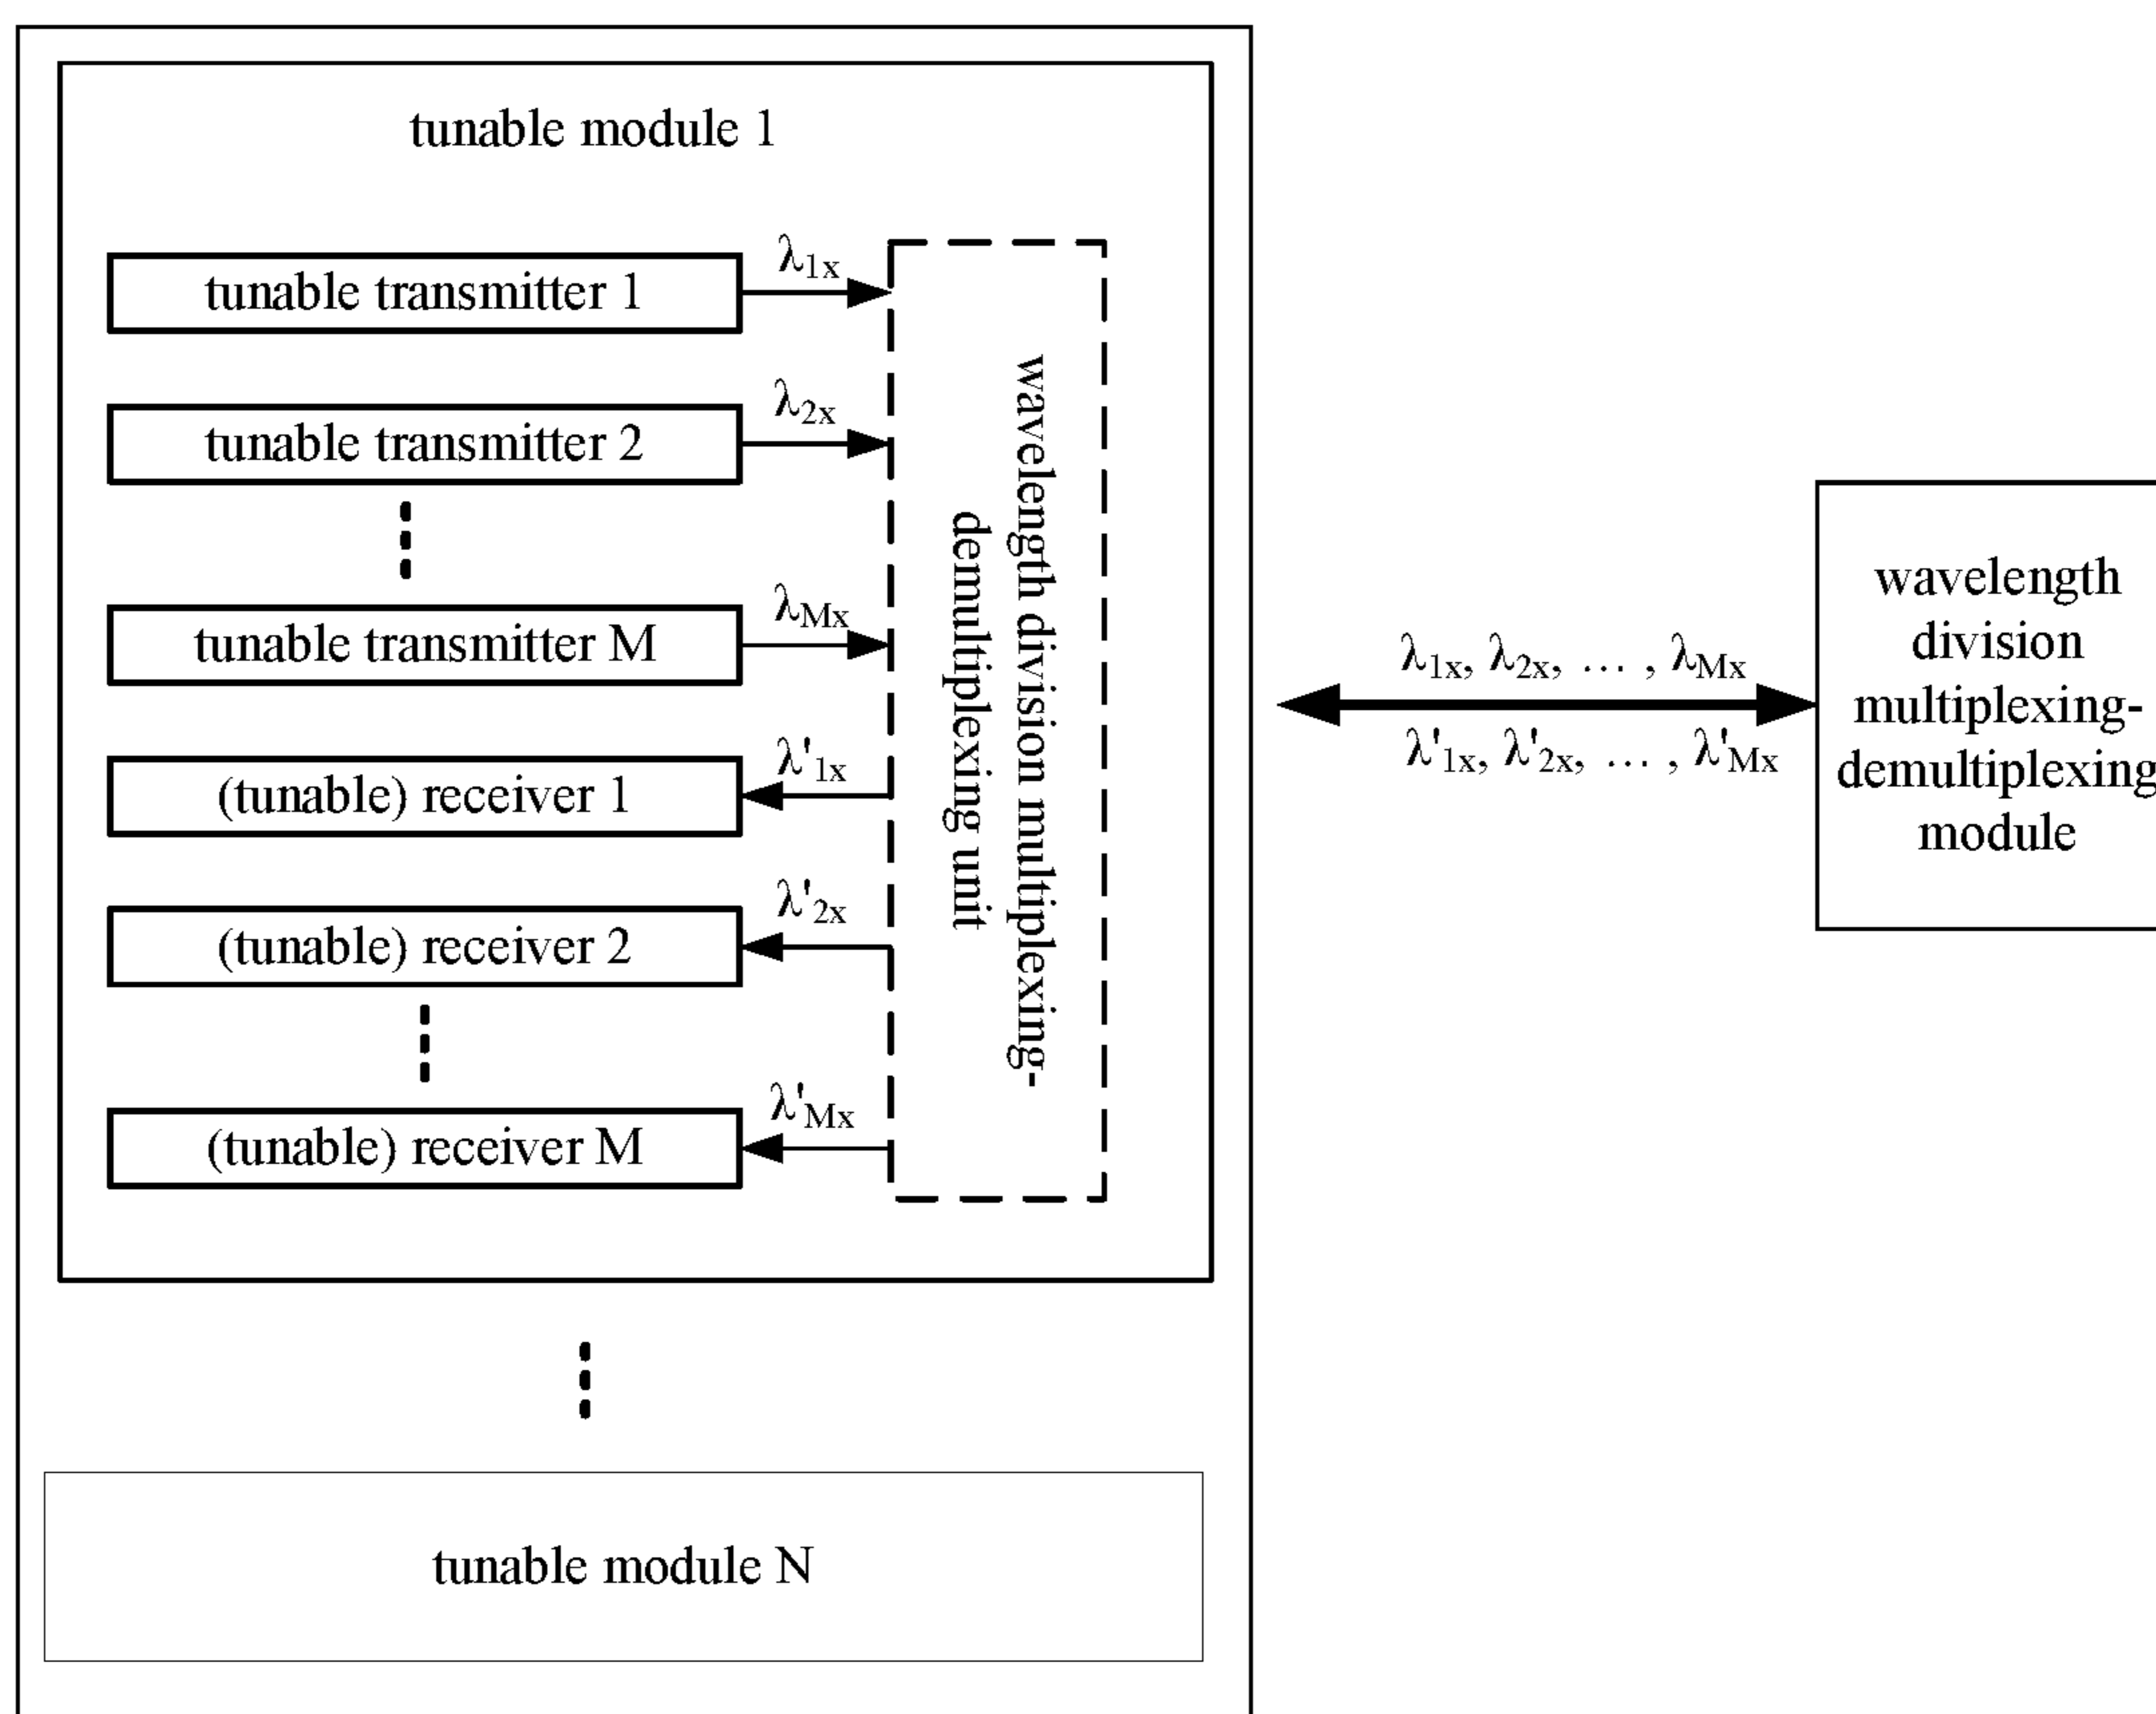 tunable module 1
tunable transmitter 1
λ1x
tunable transmitter 2
λ2x
tunable transmitter M
λMx
(tunable) receiver 1
λ'1x
(tunable) receiver 2
λ'2x
(tunable) receiver M
λ'Mx
wavelength division multiplexing-
demultiplexing unit
λ1x, λ2x, … , λMx
λ'1x, λ'2x, … , λ'Mx
wavelength
division
multiplexing-
demultiplexing
module
tunable module N